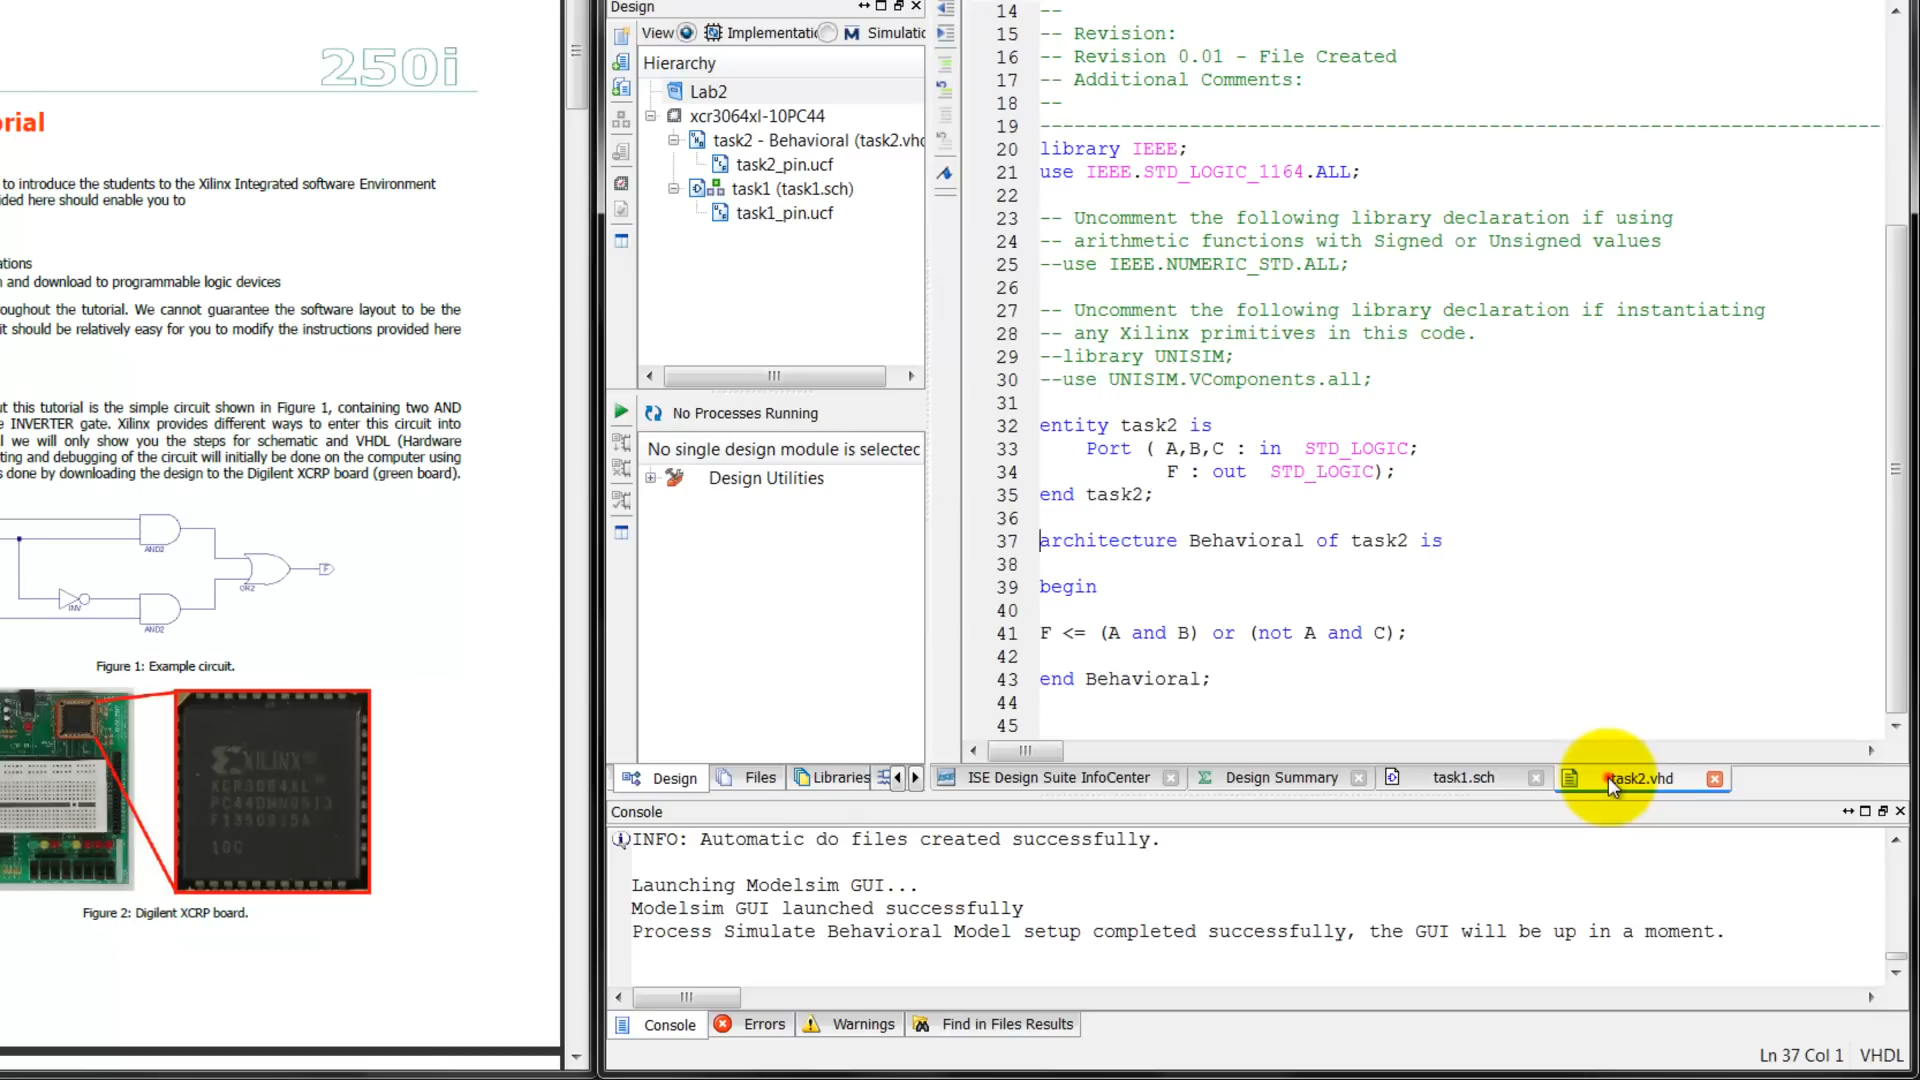 250i
orial
to introduce the students to the Xilinx Integrated software Environment
ided here should enable you to
ations
n and download to programmable logic devices
oughout the tutorial. We cannot guarantee the software layout to be the
it should be relatively easy for you to modify the instructions provided here
ut this tutorial is the simple circuit shown in Figure 1, containing two AND
e INVERTER gate. Xilinx provides different ways to enter this circuit into
l we will only show you the steps for schematic and VHDL (Hardware
ting and debugging of the circuit will initially be done on the computer using
s done by downloading the design to the Digilent XCRP board (green board).
AND2
INV
AND2
OR2
F
Figure 1: Example circuit.
XILINX
XCR3064XL
10C
Figure 2: Digilent XCRP board.
Design
View Implementatic Simulatic
Hierarchy
Lab2
xcr3064xl-10PC44
task2 - Behavioral (task2.vhd
task2_pin.ucf
task1 (task1.sch)
task1_pin.ucf
No Processes Running
No single design module is selectec
Design Utilities
Design Files Libraries
14 --
15 -- Revision:
16 -- Revision 0.01 - File Created
17 -- Additional Comments:
18 --
19 --------------------------------------------------------------------------
20 library IEEE;
21 use IEEE.STD_LOGIC_1164.ALL;
22
23 -- Uncomment the following library declaration if using
24 -- arithmetic functions with Signed or Unsigned values
25 --use IEEE.NUMERIC_STD.ALL;
26
27 -- Uncomment the following library declaration if instantiating
28 -- any Xilinx primitives in this code.
29 --library UNISIM;
30 --use UNISIM.VComponents.all;
31
32 entity task2 is
33 Port ( A,B,C : in STD_LOGIC;
34 F : out STD_LOGIC);
35 end task2;
36
37 architecture Behavioral of task2 is
38
39 begin
40
41 F <= (A and B) or (not A and C);
42
43 end Behavioral;
44
45
ISE Design Suite InfoCenter Design Summary task1.sch task2.vhd
Console
INFO: Automatic do files created successfully.
Launching Modelsim GUI...
Modelsim GUI launched successfully
Process Simulate Behavioral Model setup completed successfully, the GUI will be up in a moment.
Console Errors Warnings Find in Files Results
Ln 37 Col 1 VHDL